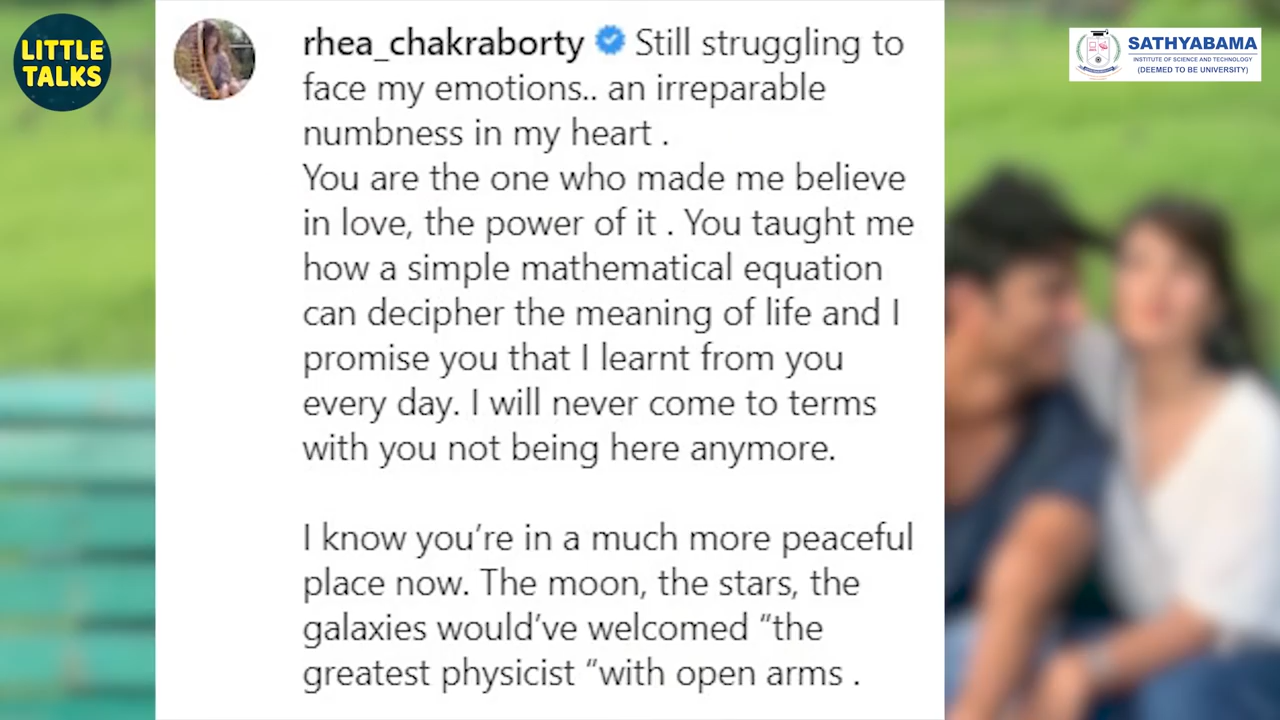 LITTLE
TALKS
rhea_chakraborty Still struggling to
face my emotions.. an irreparable
numbness in my heart .
You are the one who made me believe
in love, the power of it . You taught me
how a simple mathematical equation
can decipher the meaning of life and I
promise you that I learnt from you
every day. I will never come to terms
with you not being here anymore.
I know you’re in a much more peaceful
place now. The moon, the stars, the
galaxies would’ve welcomed “the
greatest physicist “with open arms .
SATHYABAMA
INSTITUTE OF SCIENCE AND TECHNOLOGY
(DEEMED TO BE UNIVERSITY)